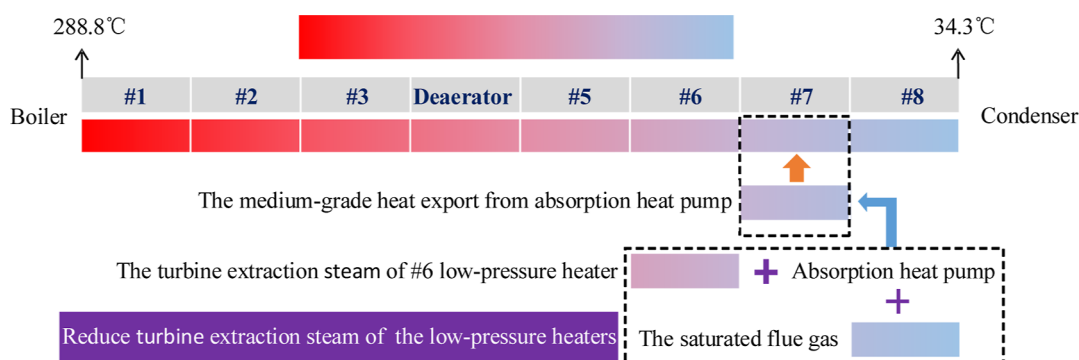 288.8℃
34.3℃
#1 #2 #3 Deaerator #5 #6 #7 #8
Boiler
Condenser
The medium-grade heat export from absorption heat pump
The turbine extraction steam of #6 low-pressure heater + Absorption heat pump
+
Reduce turbine extraction steam of the low-pressure heaters
The saturated flue gas